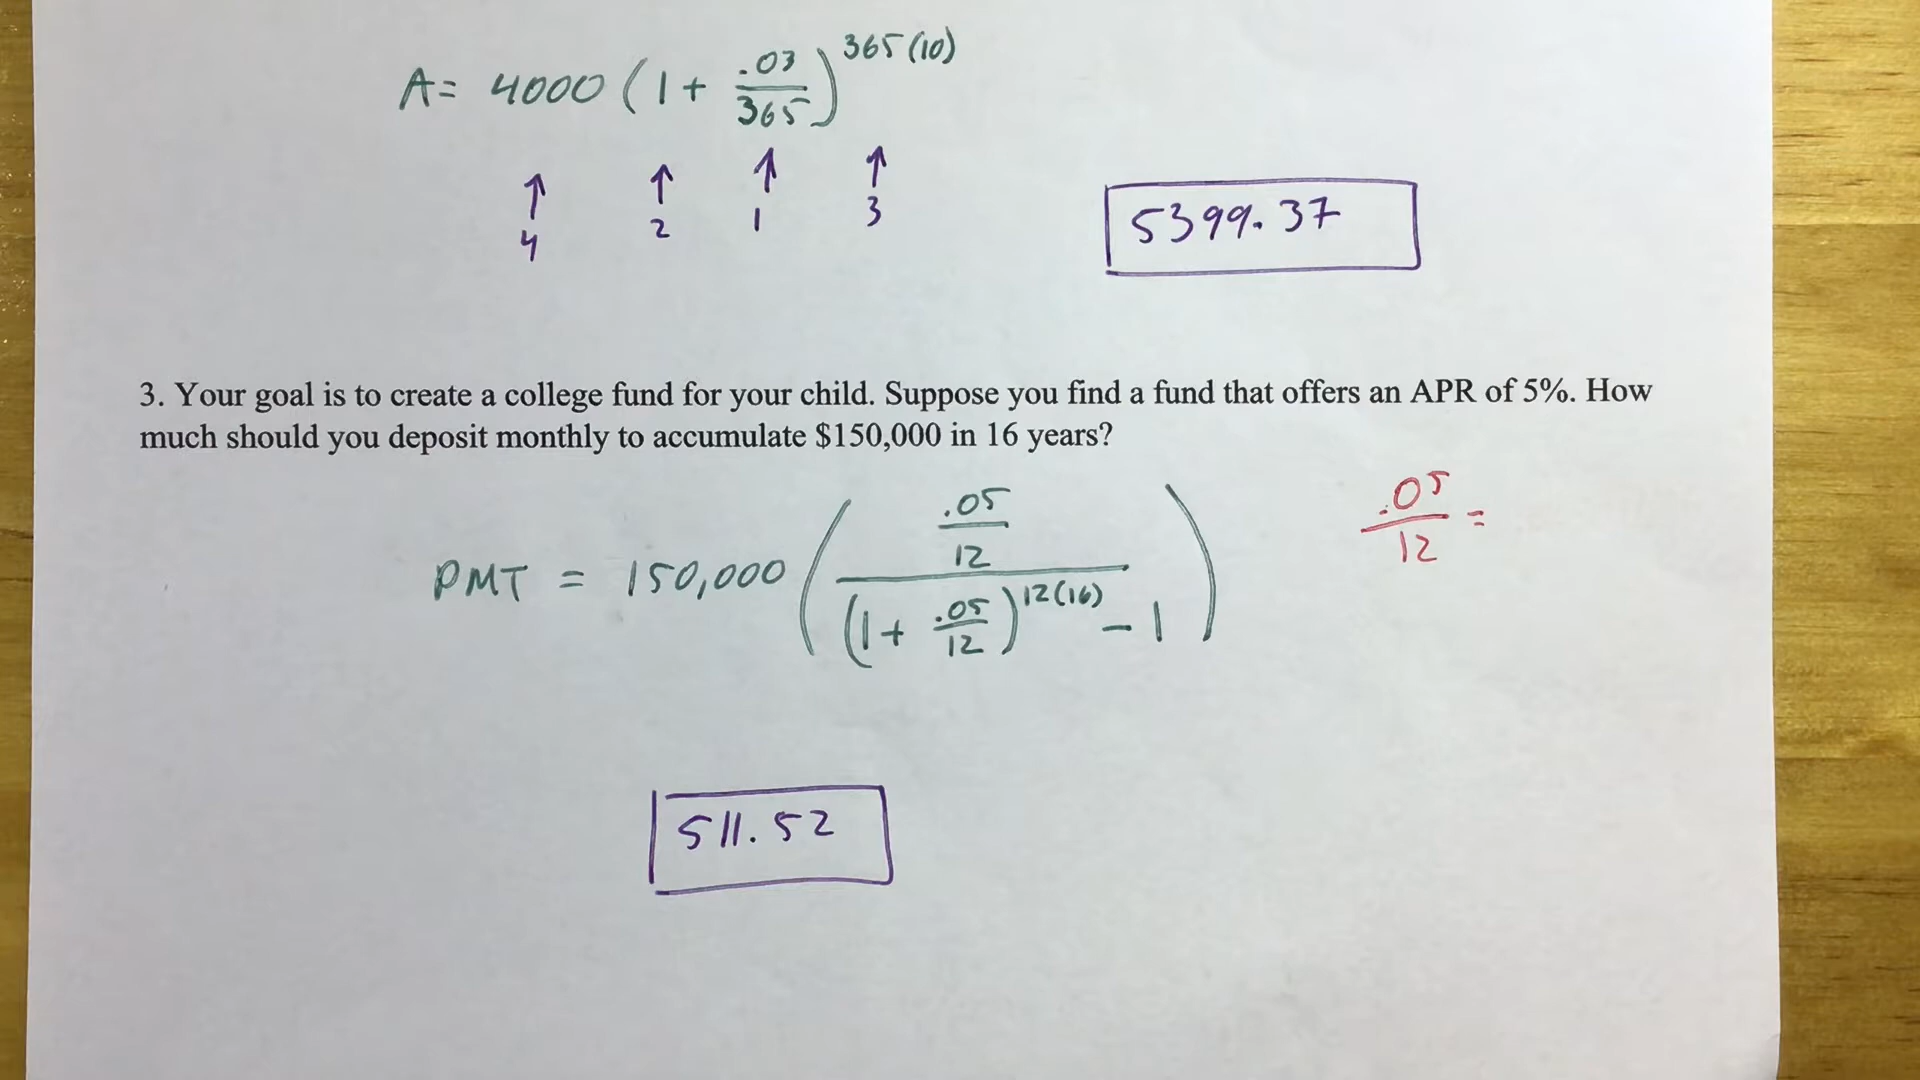 A = 4000 (1 + .03/365)^365(10)
↑ ↑ ↑ ↑
4 2 1 3
5399.37
3. Your goal is to create a college fund for your child. Suppose you find a fund that offers an APR of 5%. How
much should you deposit monthly to accumulate $150,000 in 16 years?
PMT = 150,000 ( (.05/12) / ((1 + .05/12)^12(16) - 1) )
.05/12 =
511.52